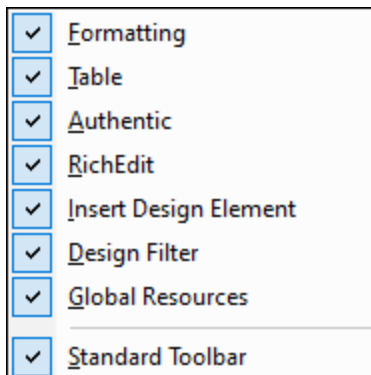 Formatting
Table
Authentic
RichEdit
Insert Design Element
Design Filter
Global Resources
Standard Toolbar